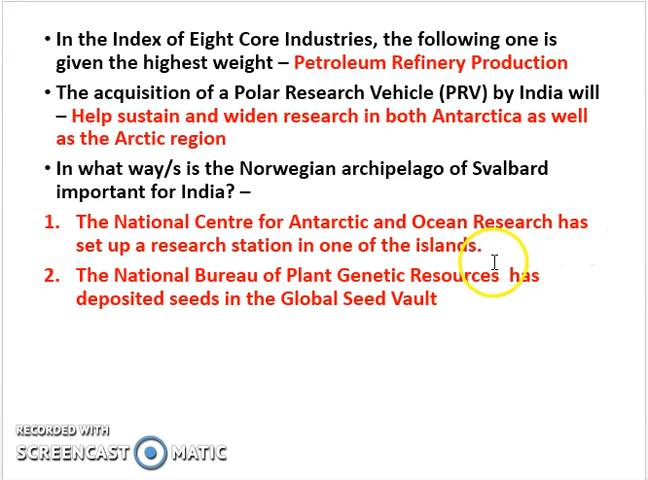 • In the Index of Eight Core Industries, the following one is
given the highest weight – Petroleum Refinery Production
• The acquisition of a Polar Research Vehicle (PRV) by India will
– Help sustain and widen research in both Antarctica as well
as the Arctic region
• In what way/s is the Norwegian archipelago of Svalbard
important for India? –
1. The National Centre for Antarctic and Ocean Research has
set up a research station in one of the islands.
2. The National Bureau of Plant Genetic Resources has
deposited seeds in the Global Seed Vault
RECORDED WITH
SCREENCAST MATIC